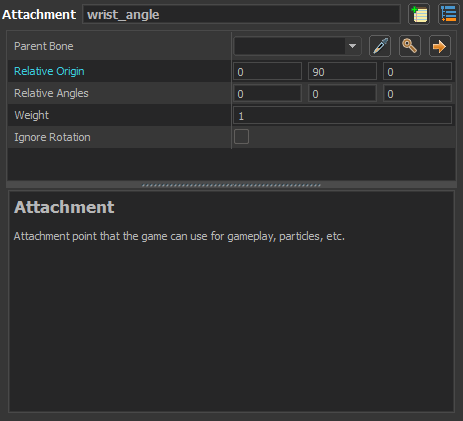 Attachment wrist_angle
Parent Bone
Relative Origin 0 90 0
Relative Angles 0 0 0
Weight 1
Ignore Rotation
Attachment
Attachment point that the game can use for gameplay, particles, etc.